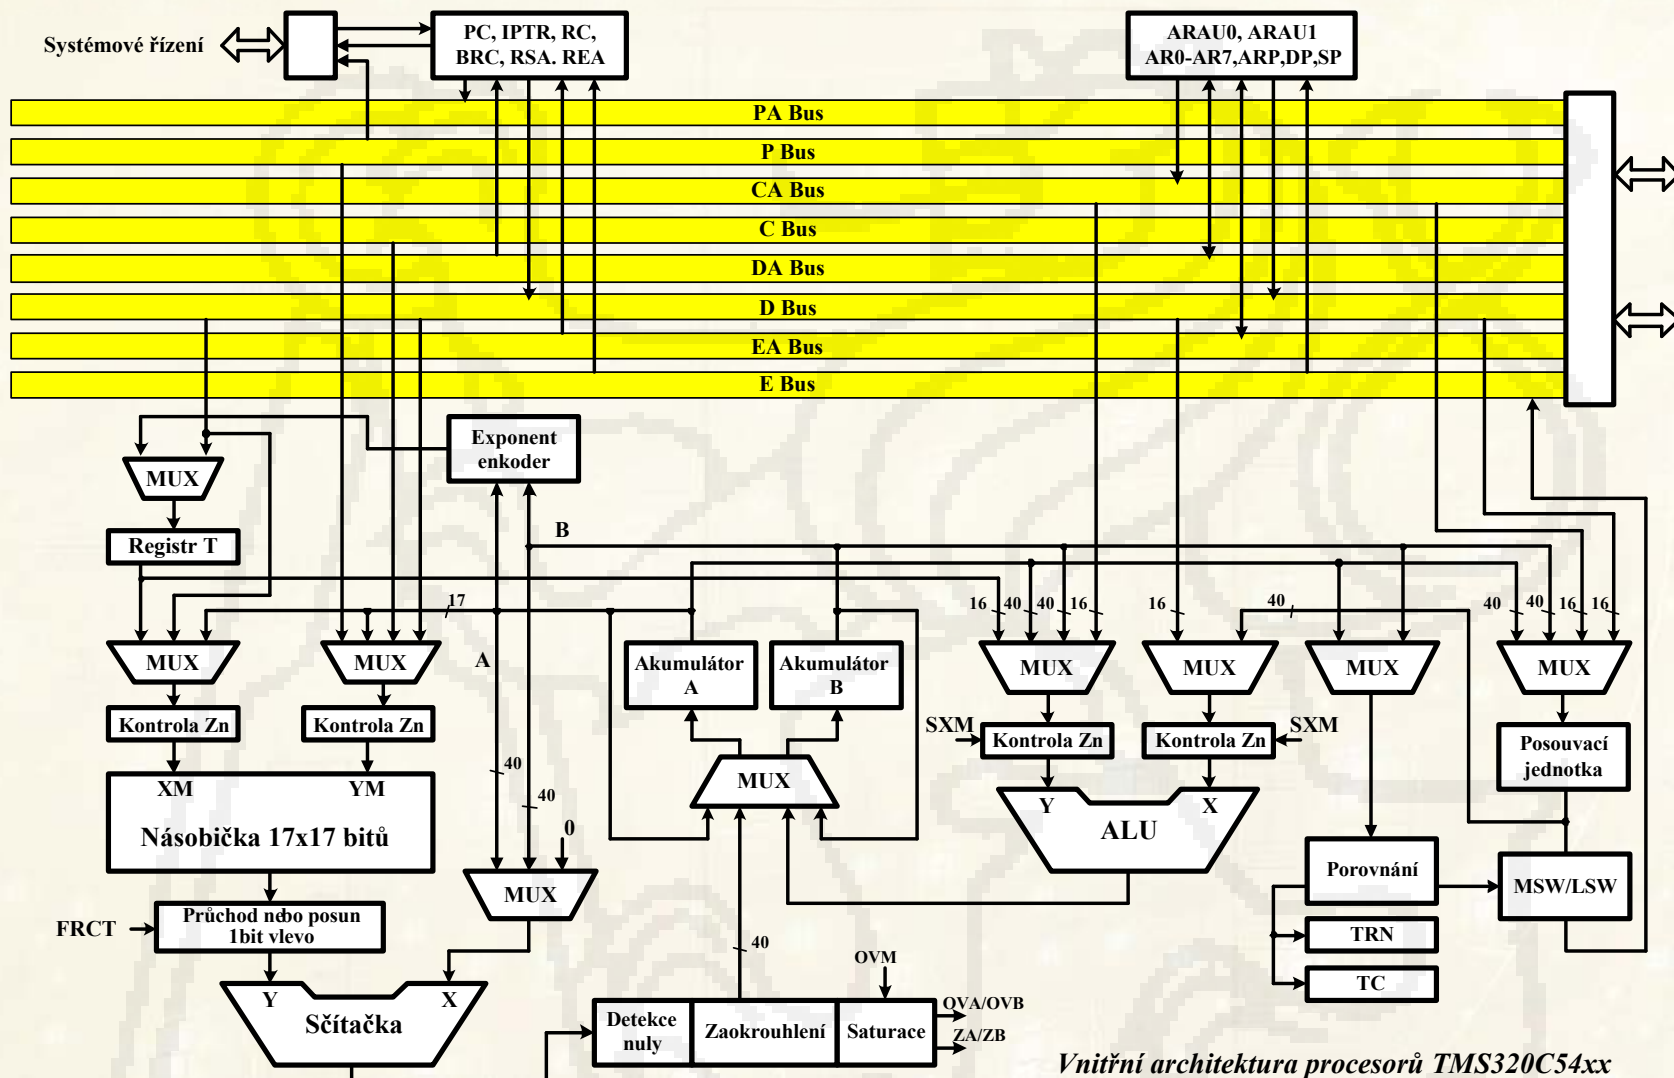 Systémové řízení
PC, IPTR, RC,
BRC, RSA. REA
ARAU0, ARAU1
AR0-AR7,ARP,DP,SP
PA Bus
P Bus
CA Bus
C Bus
DA Bus
D Bus
EA Bus
E Bus
Exponent
enkoder
MUX
Registr T
B
17
16
40
40
16
16
40
40
40
16
16
MUX
MUX
A
Akumulátor
A
Akumulátor
B
MUX
MUX
MUX
MUX
Kontrola Zn
Kontrola Zn
SXM
Kontrola Zn
Kontrola Zn
SXM
Posouvací
jednotka
XM
YM
Násobička 17x17 bitů
40
40
0
MUX
Y
X
ALU
MUX
Porovnání
MSW/LSW
FRCT
Průchod nebo posun
1bit vlevo
40
TRN
TC
Y
X
Sčítačka
OVM
Detekce
nuly
Zaokrouhlení
Saturace
OVA/OVB
ZA/ZB
Vnitřní architektura procesorů TMS320C54xx